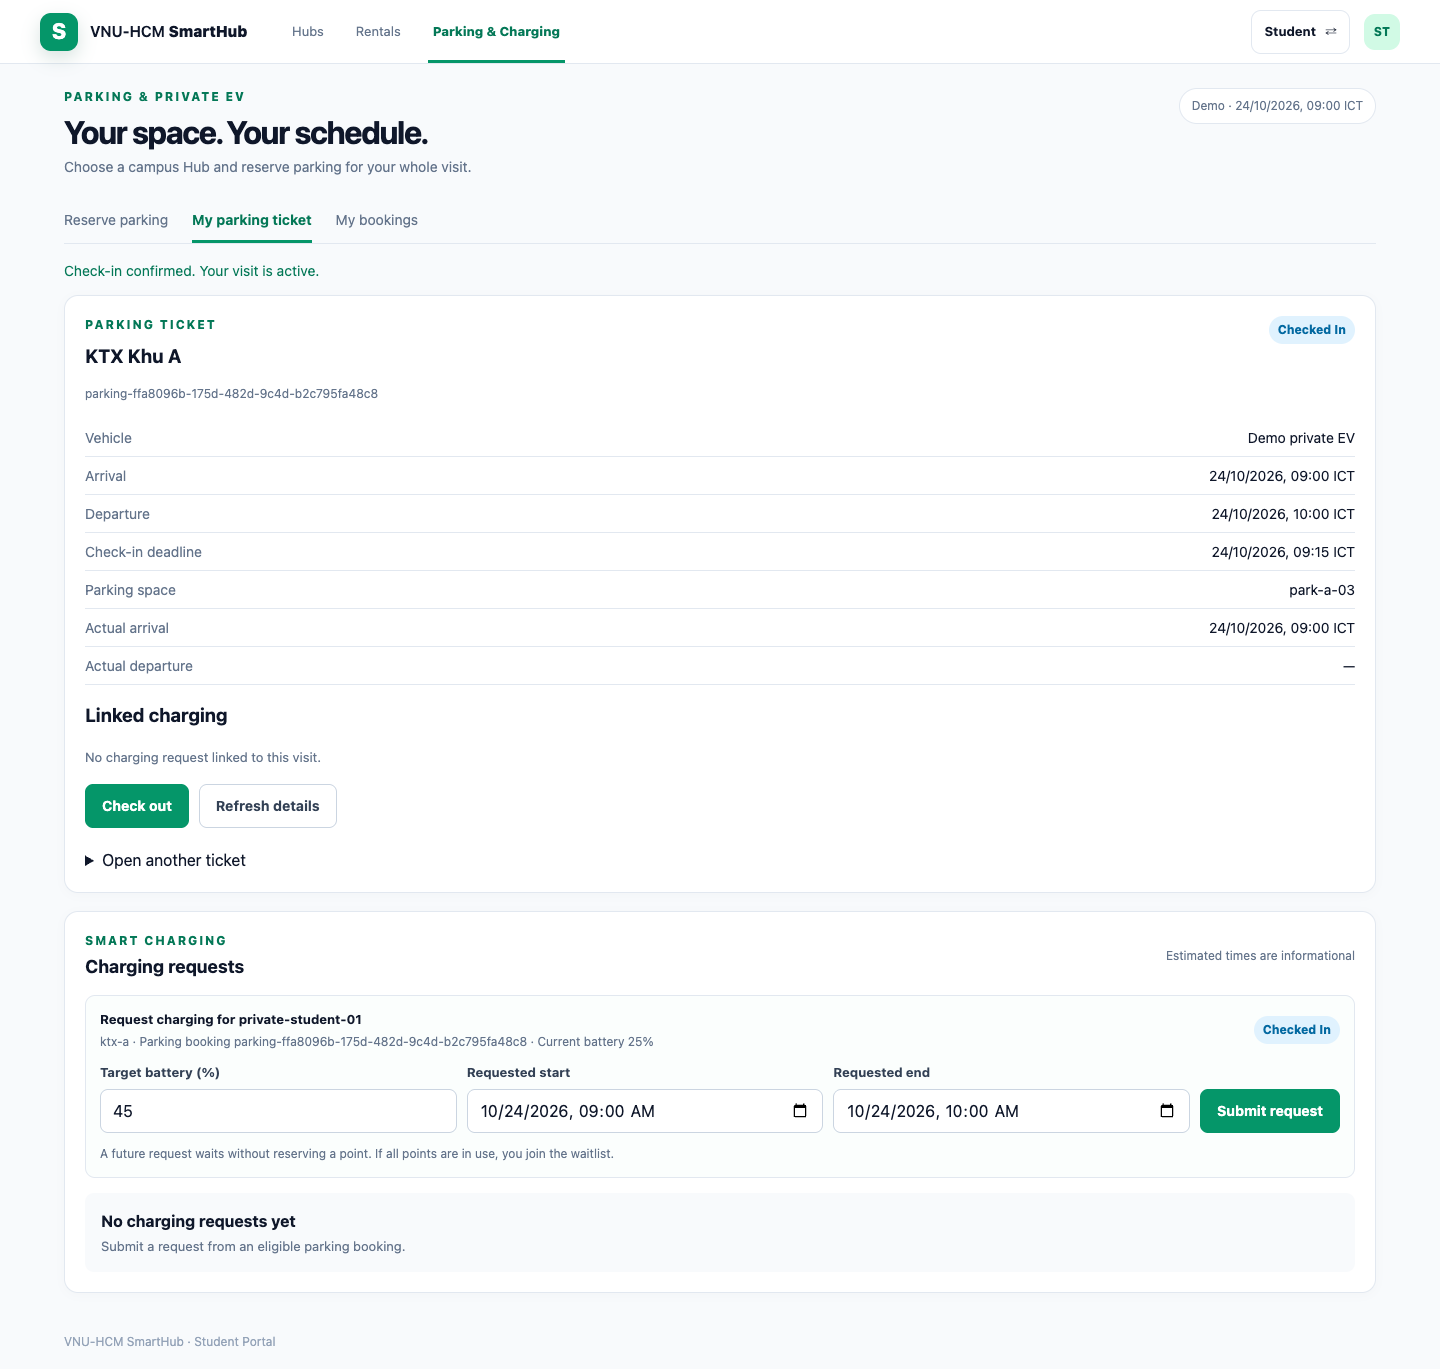 S VNU-HCM SmartHub Hubs Rentals Parking & Charging Student ⇄ ST
PARKING & PRIVATE EV
Demo · 24/10/2026, 09:00 ICT
Your space. Your schedule.
Choose a campus Hub and reserve parking for your whole visit.
Reserve parking My parking ticket My bookings
Check-in confirmed. Your visit is active.
PARKING TICKET
Checked In
KTX Khu A
parking-ffa8096b-175d-482d-9c4d-b2c795fa48c8
Vehicle Demo private EV
Arrival 24/10/2026, 09:00 ICT
Departure 24/10/2026, 10:00 ICT
Check-in deadline 24/10/2026, 09:15 ICT
Parking space park-a-03
Actual arrival 24/10/2026, 09:00 ICT
Actual departure —
Linked charging
No charging request linked to this visit.
Check out Refresh details
Open another ticket
SMART CHARGING
Charging requests
Estimated times are informational
Request charging for private-student-01
Checked In
ktx-a · Parking booking parking-ffa8096b-175d-482d-9c4d-b2c795fa48c8 · Current battery 25%
Target battery (%) Requested start Requested end
45 10/24/2026, 09:00 AM 10/24/2026, 10:00 AM Submit request
A future request waits without reserving a point. If all points are in use, you join the waitlist.
No charging requests yet
Submit a request from an eligible parking booking.
VNU-HCM SmartHub · Student Portal